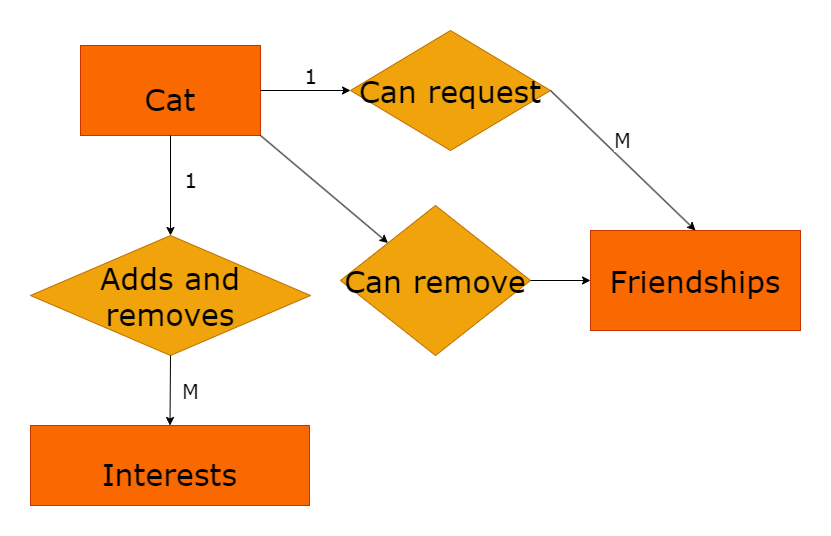 Cat
1
Can request
M
1
Can remove
Friendships
Adds and
removes
M
Interests